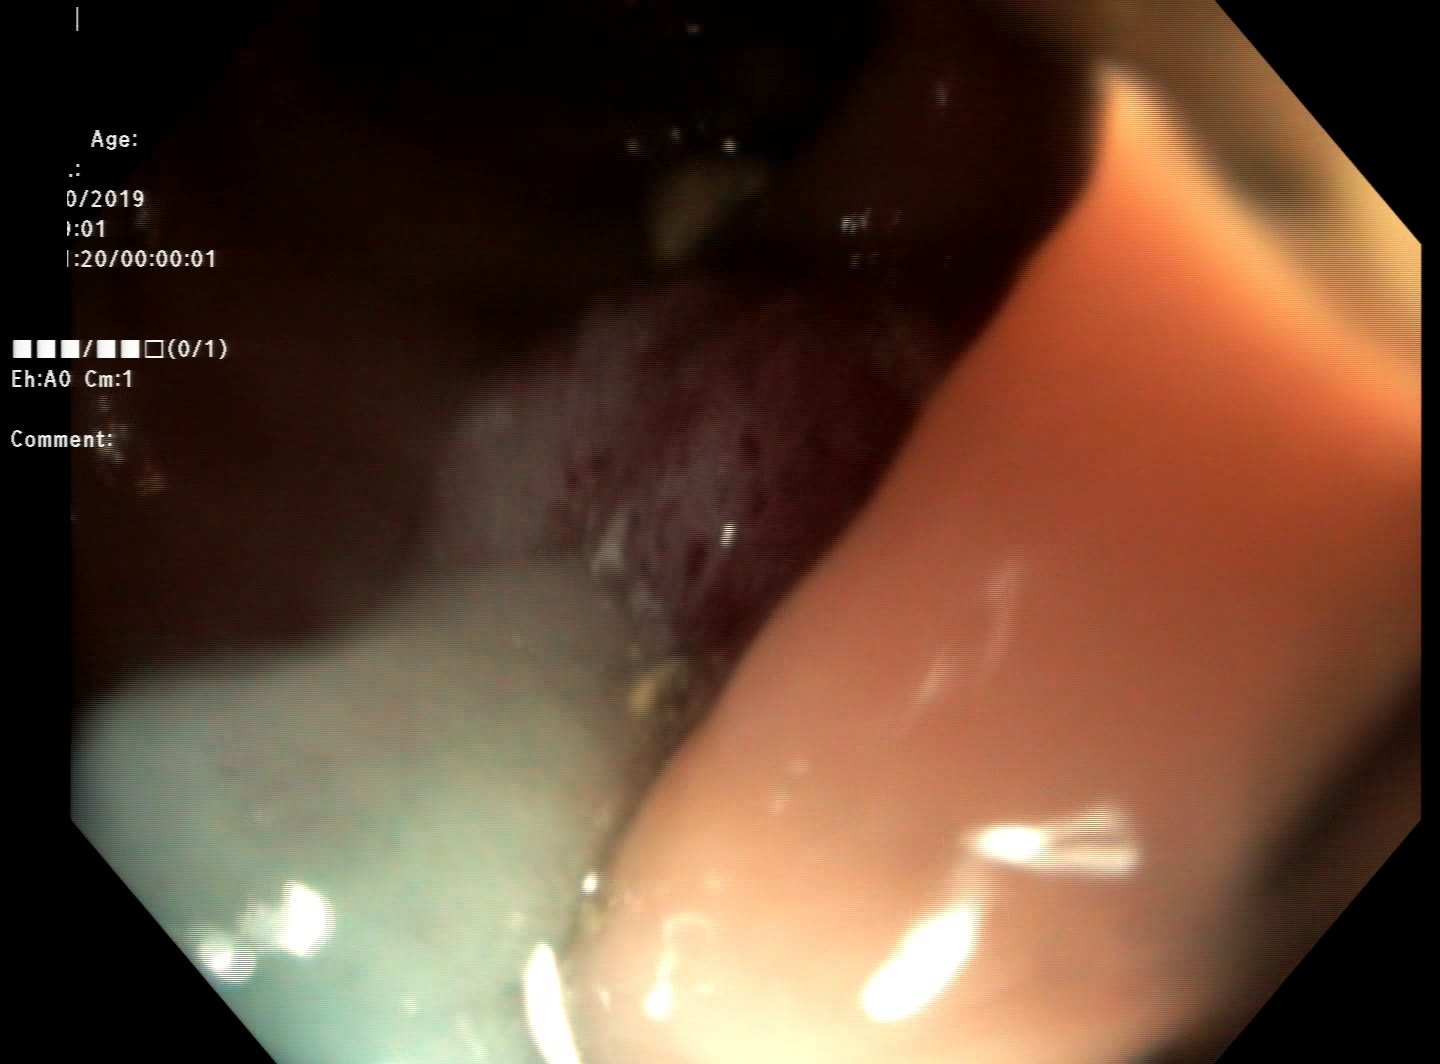 Age:
.:
0/2019
:01
:20/00:00:01
■■■/■■□(0/1)
Eh:A0 Cm:1
Comment: